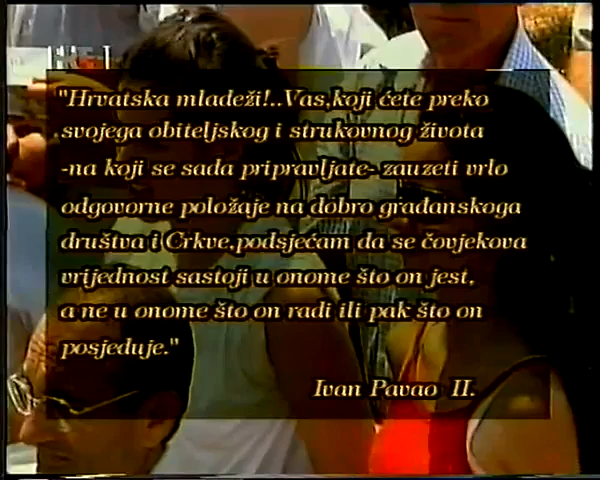 HRT
"Hrvatska mladeži!..Vas,koji ćete preko
svojega obiteljskog i strukovnog života
-na koji se sada pripravljate- zauzeti vrlo
odgovorne položaje na dobro građanskoga
društva i Crkve,podsjećam da se čovjekova
vrijednost sastoji u onome što on jest,
a ne u onome što on radi ili pak što on
posjeduje."
Ivan Pavao II.